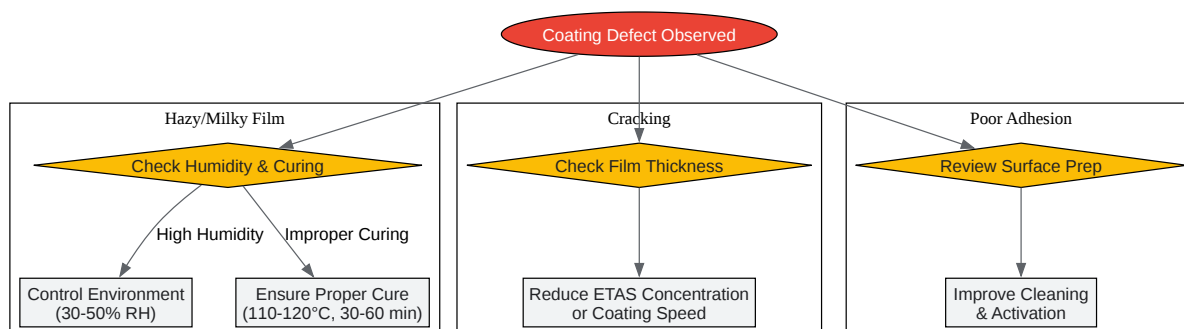 Coating Defect Observed
Hazy/Milky Film
Cracking
Poor Adhesion
Check Humidity & Curing
Check Film Thickness
Review Surface Prep
High Humidity
Improper Curing
Control Environment
(30-50% RH)
Ensure Proper Cure
(110-120°C, 30-60 min)
Reduce ETAS Concentration
or Coating Speed
Improve Cleaning
& Activation